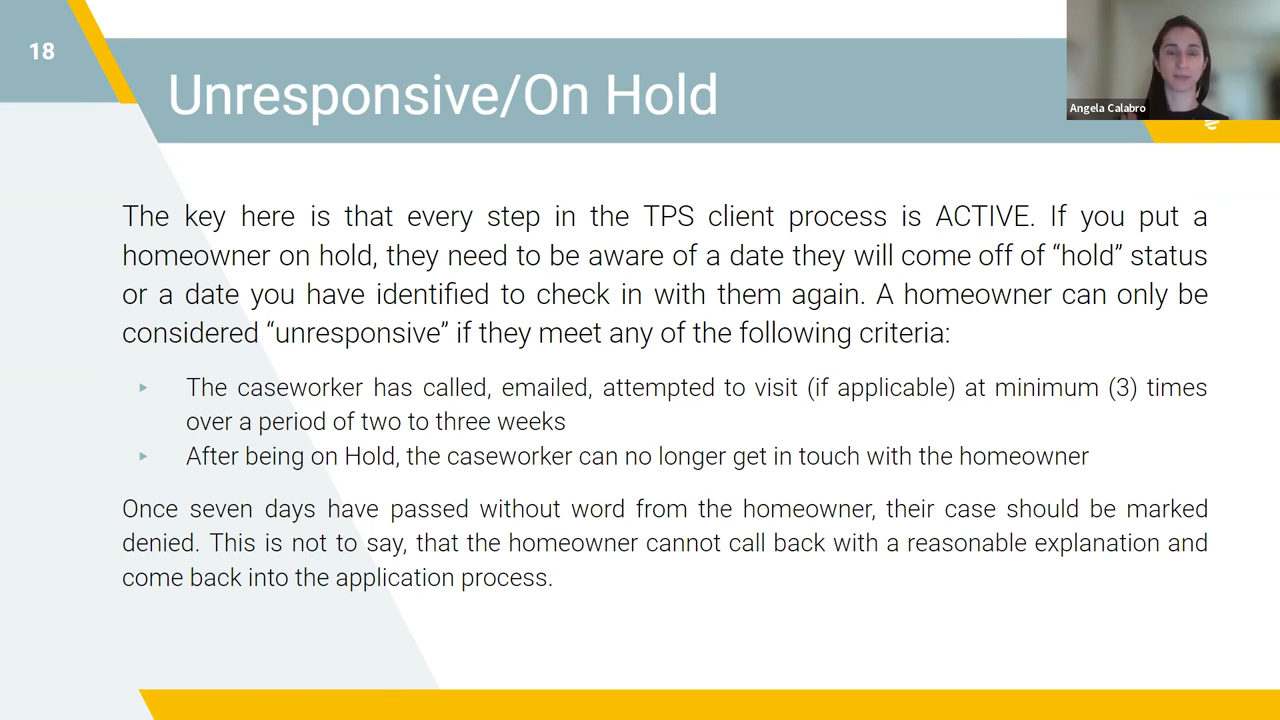 18
Unresponsive/On Hold
Angela Calabro
The key here is that every step in the TPS client process is ACTIVE. If you put a
homeowner on hold, they need to be aware of a date they will come off of “hold” status
or a date you have identified to check in with them again. A homeowner can only be
considered “unresponsive” if they meet any of the following criteria:
The caseworker has called, emailed, attempted to visit (if applicable) at minimum (3) times
over a period of two to three weeks
After being on Hold, the caseworker can no longer get in touch with the homeowner
Once seven days have passed without word from the homeowner, their case should be marked
denied. This is not to say, that the homeowner cannot call back with a reasonable explanation and
come back into the application process.